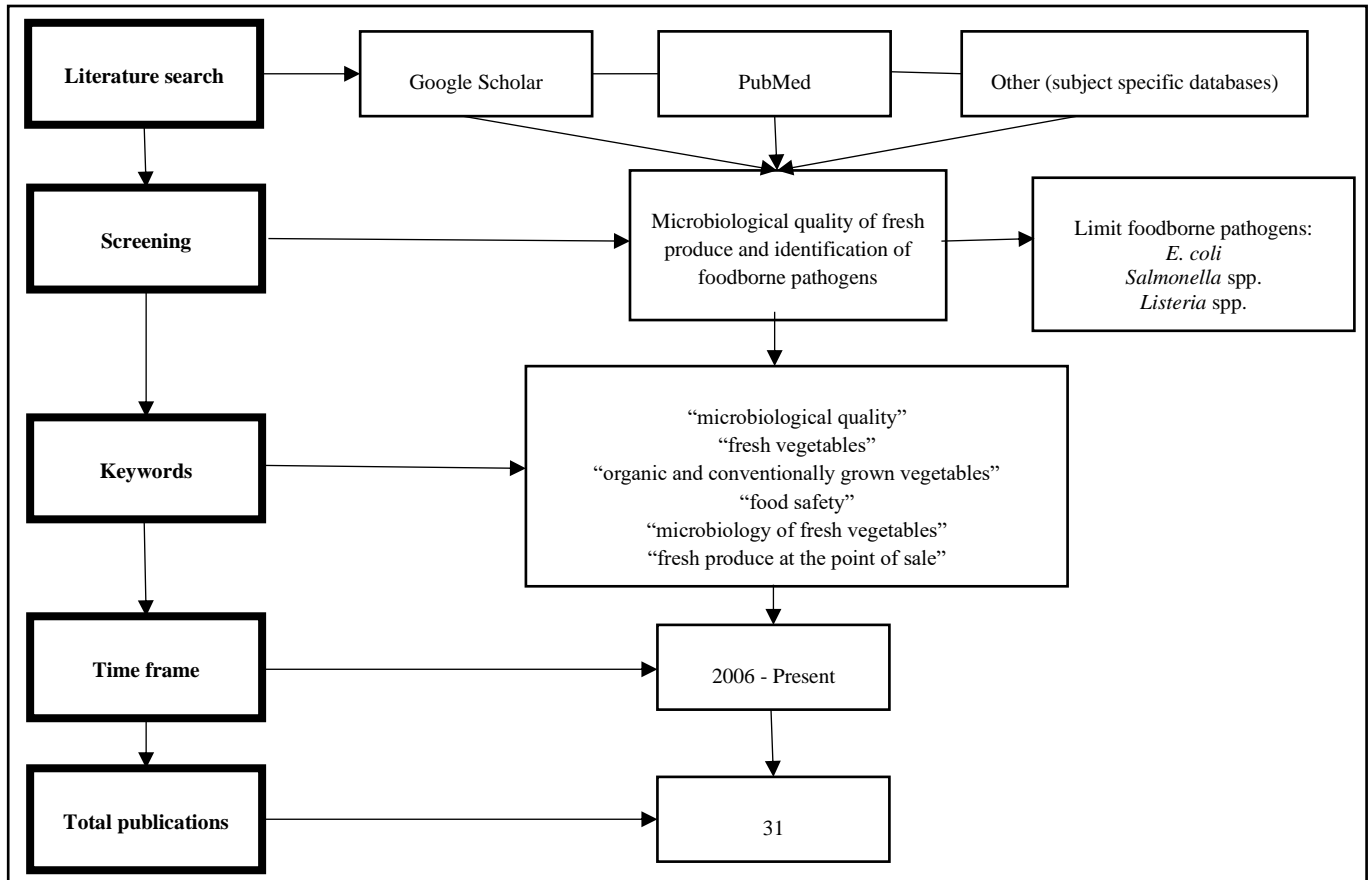 Literature search
Google Scholar
PubMed
Other (subject specific databases)
Screening
Microbiological quality of fresh
produce and identification of
foodborne pathogens
Limit foodborne pathogens:
E. coli
Salmonella spp.
Listeria spp.
Keywords
“microbiological quality”
“fresh vegetables”
“organic and conventionally grown vegetables”
“food safety”
“microbiology of fresh vegetables”
“fresh produce at the point of sale”
Time frame
2006 - Present
Total publications
31